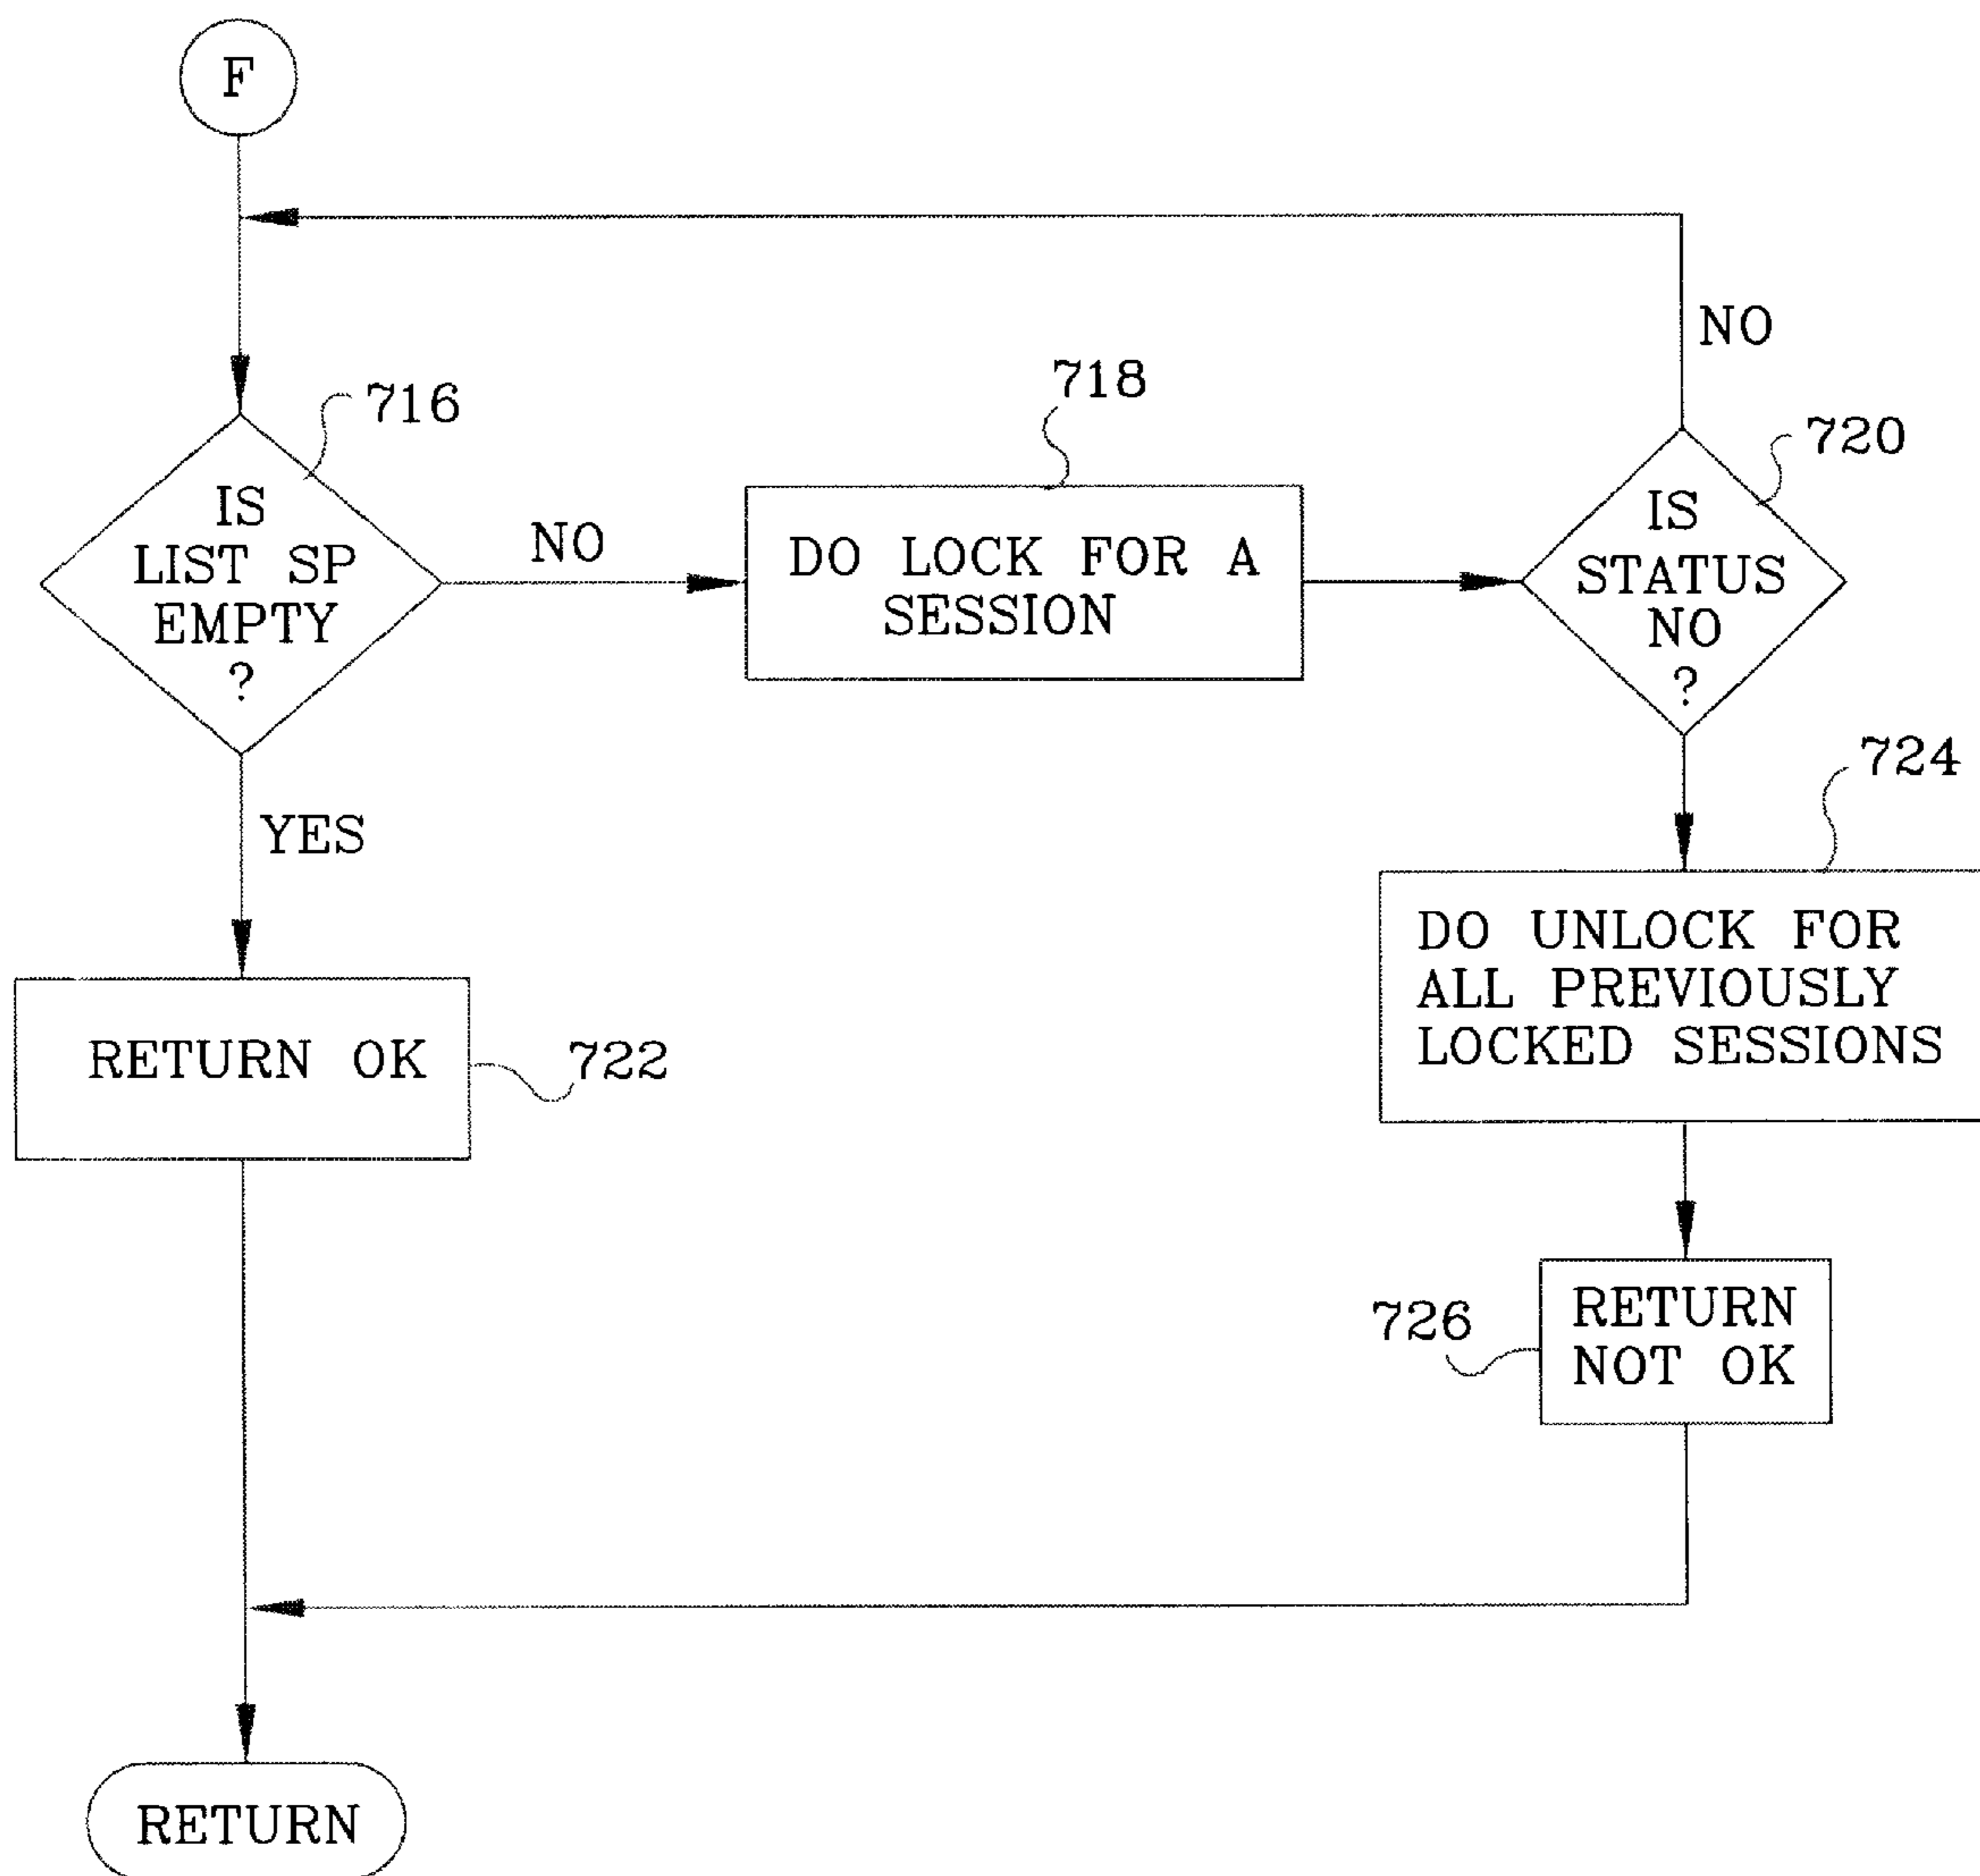 F
NO
716
718
720
IS
LIST SP
EMPTY
?
NO
DO LOCK FOR A
SESSION
IS
STATUS
NO
?
724
YES
DO UNLOCK FOR
ALL PREVIOUSLY
LOCKED SESSIONS
RETURN OK
722
726
RETURN
NOT OK
RETURN